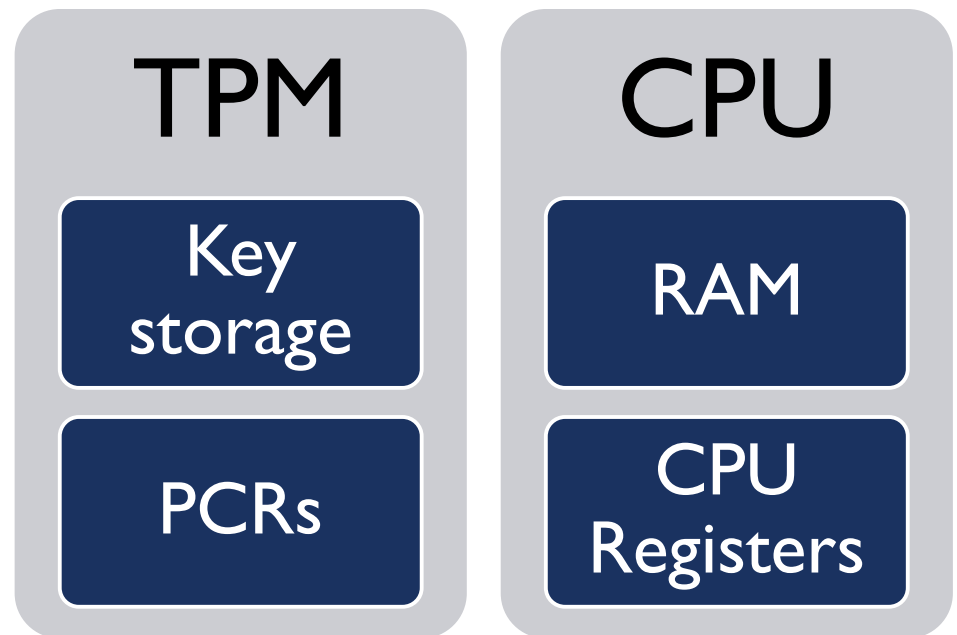 TPM
Key
storage
PCRs
CPU
RAM
CPU
Registers